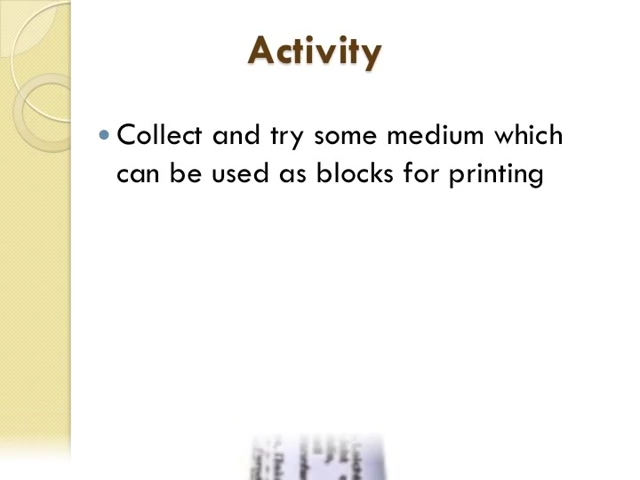 Activity
Collect and try some medium which
can be used as blocks for printing